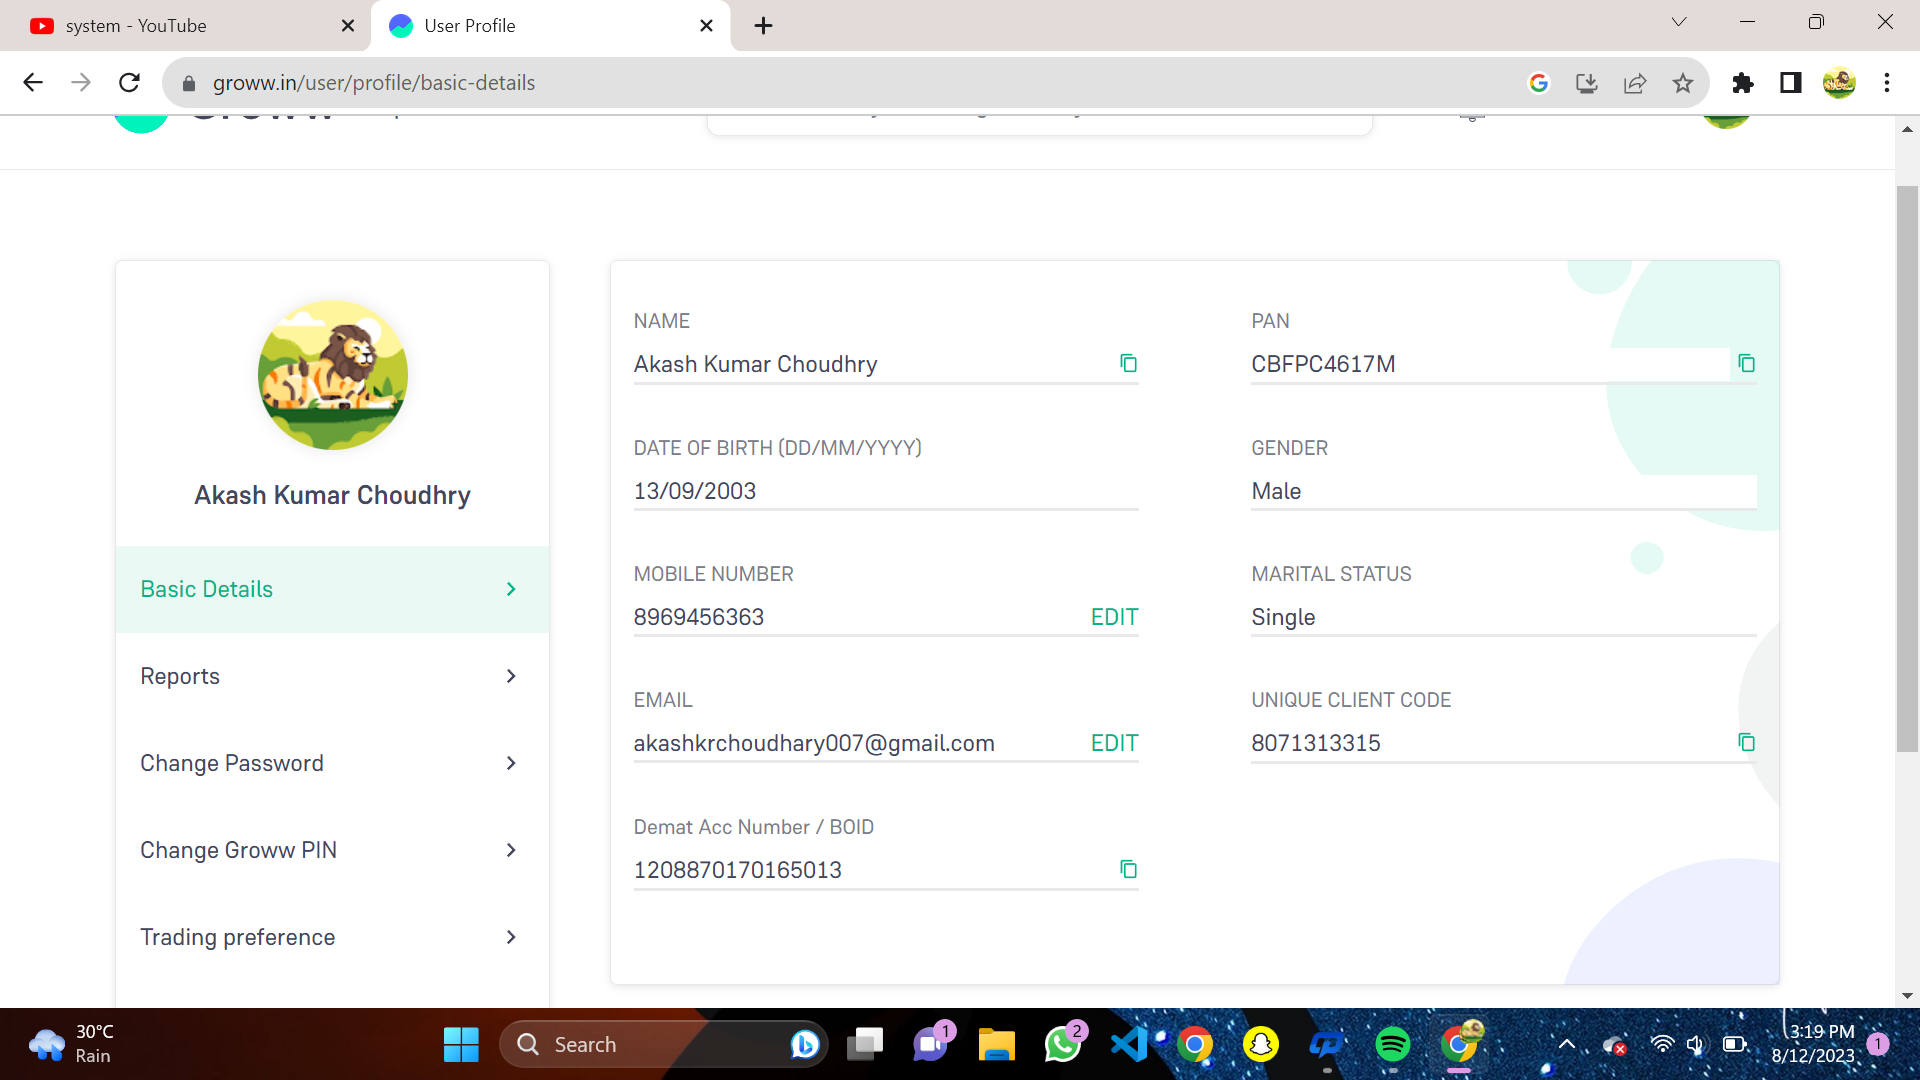 system - YouTube
User Profile
groww.in/user/profile/basic-details
Akash Kumar Choudhry
Basic Details
Reports
Change Password
Change Groww PIN
Trading preference
NAME
Akash Kumar Choudhry
PAN
CBFPC4617M
DATE OF BIRTH (DD/MM/YYYY)
13/09/2003
GENDER
Male
MOBILE NUMBER
8969456363 EDIT
MARITAL STATUS
Single
EMAIL
akashkrchoudhary007@gmail.com EDIT
UNIQUE CLIENT CODE
8071313315
Demat Acc Number / BOID
1208870170165013
30°C
Rain
Search
1
2
3:19 PM
8/12/2023
1